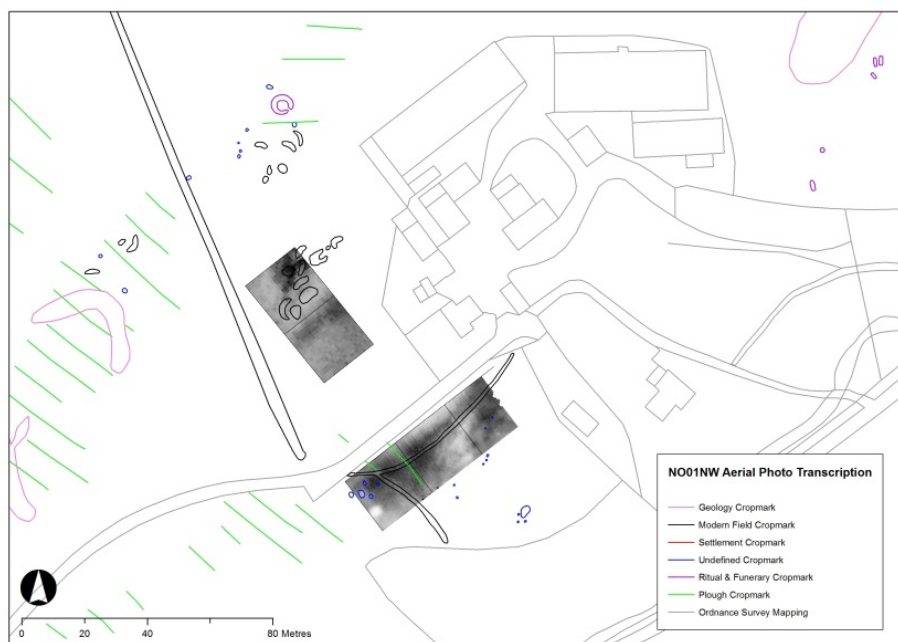 NO01NW Aerial Photo Transcription
Geology Cropmark
Modern Field Cropmark
Settlement Cropmark
Undefined Cropmark
Ritual & Funerary Cropmark
Plough Cropmark
Ordnance Survey Mapping
0 20 40 80 Metres